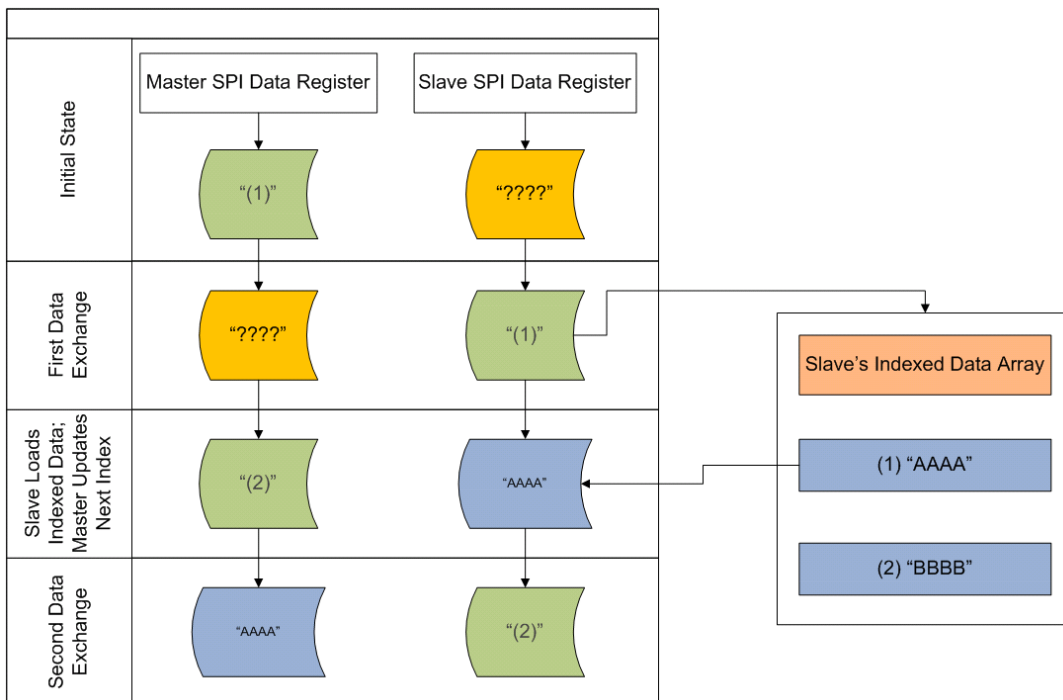 Initial State
Master SPI Data Register
Slave SPI Data Register
“(1)”
“????”
First Data
Exchange
“????”
“(1)”
Slave’s Indexed Data Array
Slave Loads
Indexed Data;
Master Updates
Next Index
“(2)”
“AAAA”
(1) “AAAA”
(2) “BBBB”
Second Data
Exchange
“AAAA”
“(2)”